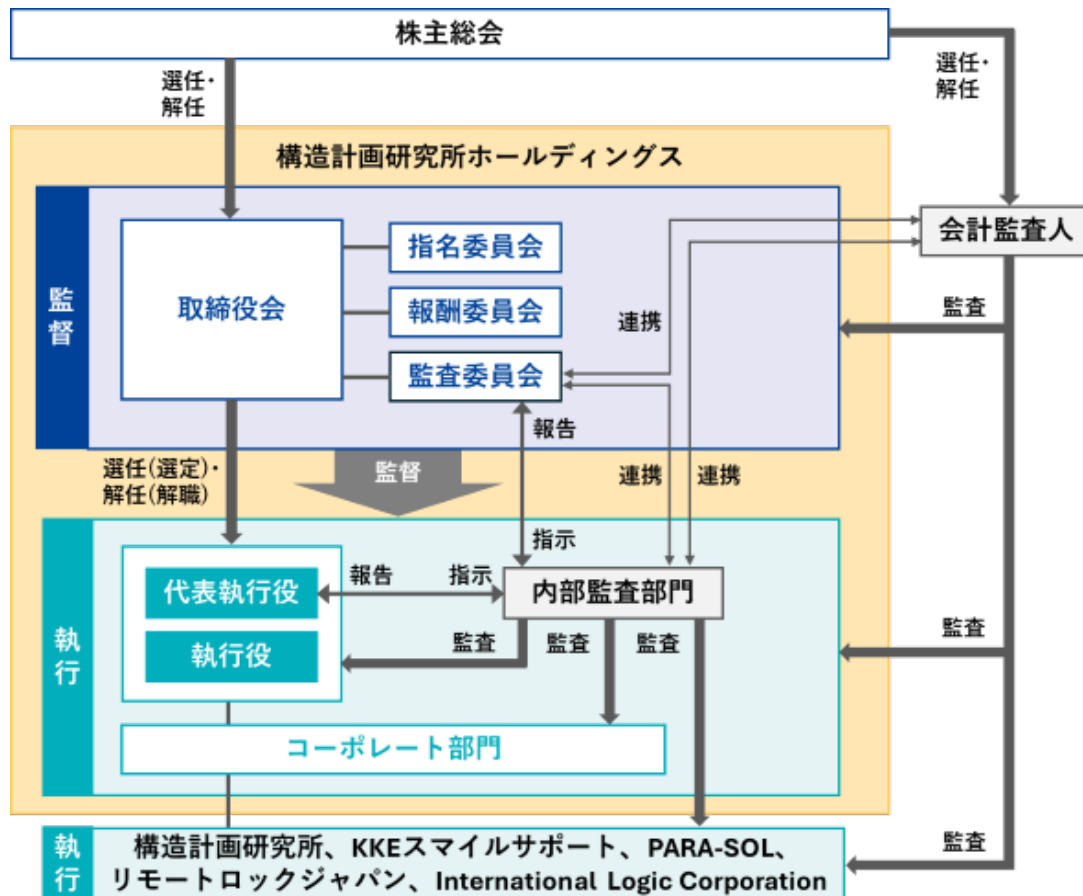 株主総会
選任・
解任
選任・
解任
構造計画研究所ホールディングス
監督
取締役会
指名委員会
報酬委員会
監査委員会
会計監査人
連携
監査
報告
選任(選定)・
解任(解職)
監督
連携
連携
指示
執行
代表執行役
執行役
報告
指示
内部監査部門
監査
監査
監査
監査
コーポレート部門
執行
構造計画研究所、KKEスマイルサポート、PARA-SOL、
リモートロックジャパン、International Logic Corporation
監査